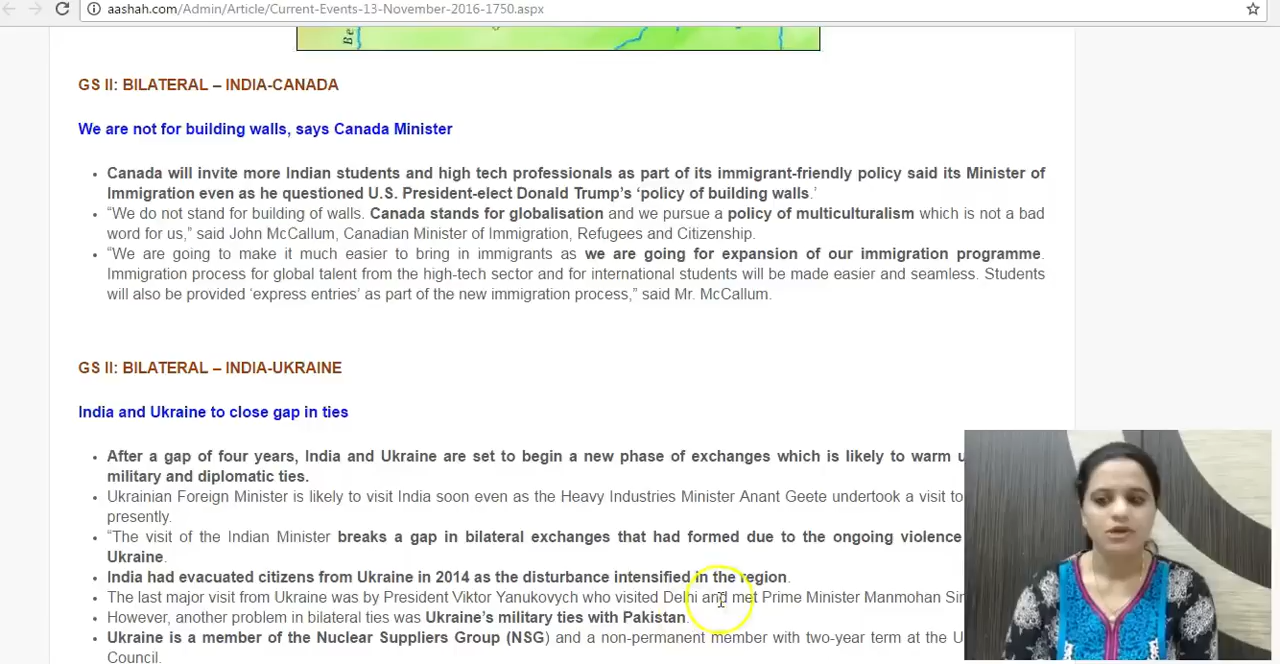 aashah.com/Admin/Article/Current-Events-13-November-2016-1750.aspx
Be
GS II: BILATERAL – INDIA-CANADA
We are not for building walls, says Canada Minister
• Canada will invite more Indian students and high tech professionals as part of its immigrant-friendly policy said its Minister of
Immigration even as he questioned U.S. President-elect Donald Trump’s ‘policy of building walls.’
• “We do not stand for building of walls. Canada stands for globalisation and we pursue a policy of multiculturalism which is not a bad
word for us,” said John McCallum, Canadian Minister of Immigration, Refugees and Citizenship.
• “We are going to make it much easier to bring in immigrants as we are going for expansion of our immigration programme.
Immigration process for global talent from the high-tech sector and for international students will be made easier and seamless. Students
will also be provided ‘express entries’ as part of the new immigration process,” said Mr. McCallum.
GS II: BILATERAL – INDIA-UKRAINE
India and Ukraine to close gap in ties
• After a gap of four years, India and Ukraine are set to begin a new phase of exchanges which is likely to warm
military and diplomatic ties.
• Ukrainian Foreign Minister is likely to visit India soon even as the Heavy Industries Minister Anant Geete undertook a visit to
presently.
• “The visit of the Indian Minister breaks a gap in bilateral exchanges that had formed due to the ongoing violence
Ukraine.
• India had evacuated citizens from Ukraine in 2014 as the disturbance intensified in the region.
• The last major visit from Ukraine was by President Viktor Yanukovych who visited Delhi and met Prime Minister Manmohan Sin
• However, another problem in bilateral ties was Ukraine’s military ties with Pakistan.
• Ukraine is a member of the Nuclear Suppliers Group (NSG) and a non-permanent member with two-year term at the U
Council.